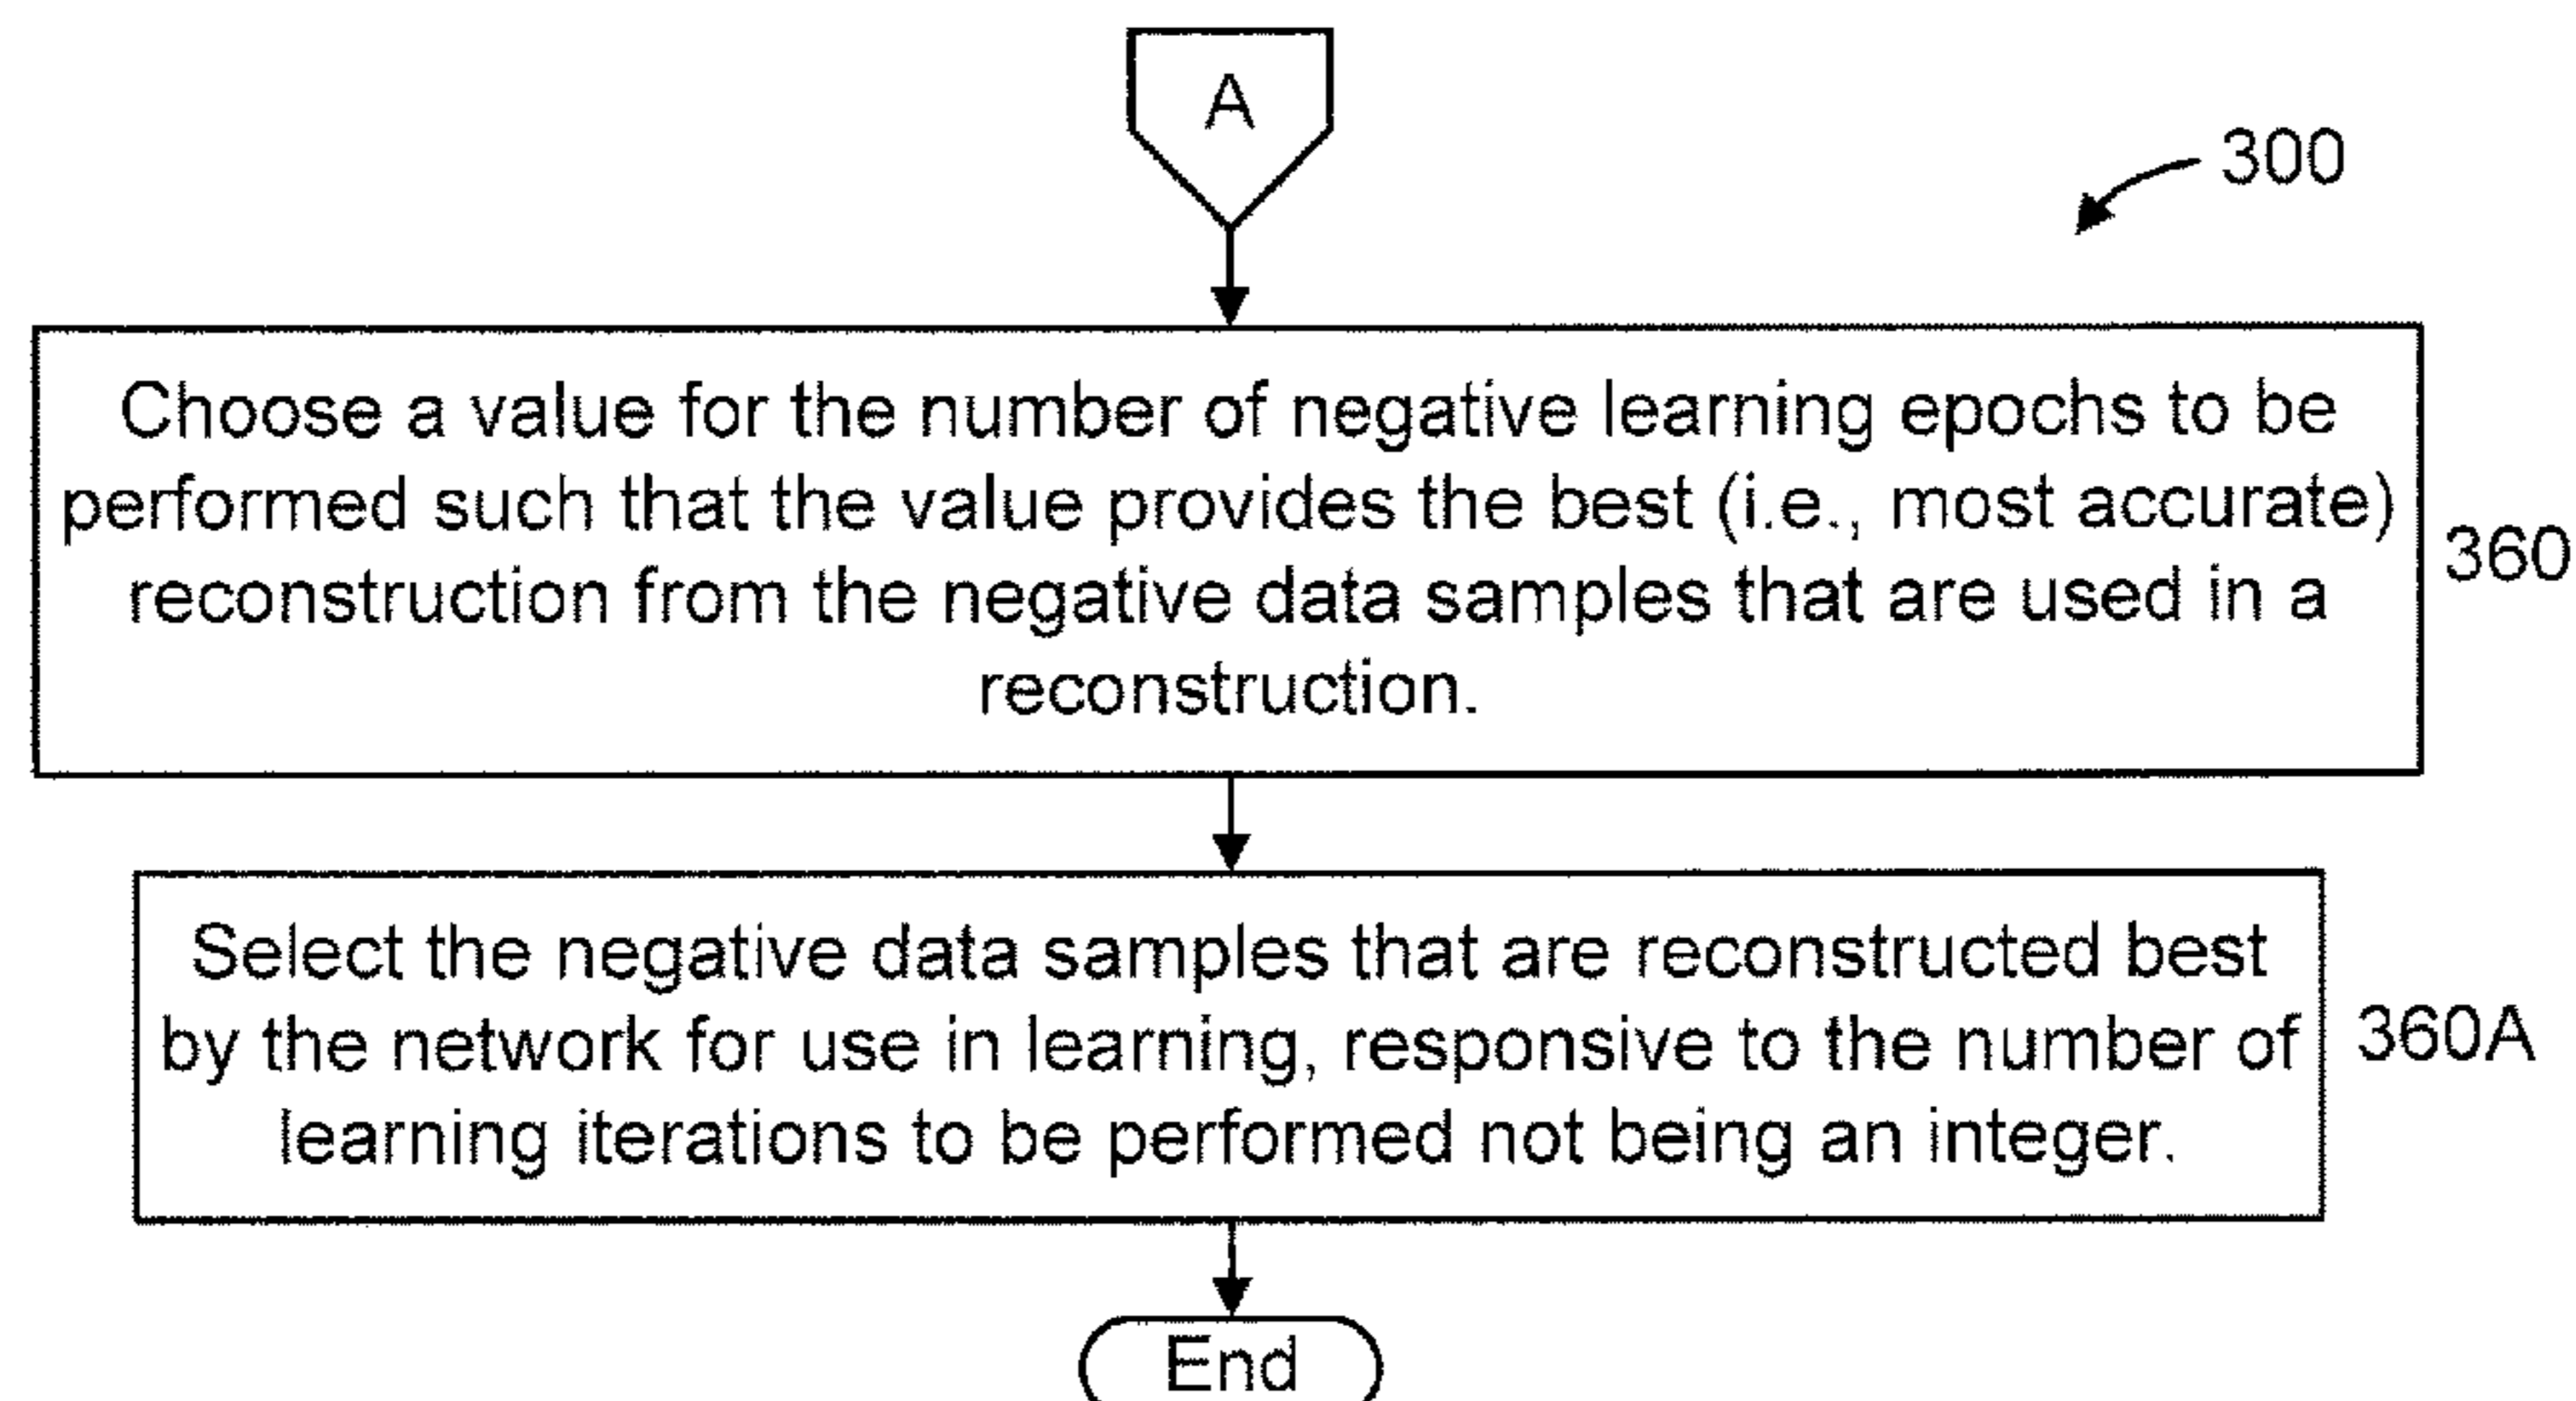 A
300
Choose a value for the number of negative learning epochs to be
performed such that the value provides the best (i.e., most accurate)
reconstruction from the negative data samples that are used in a
reconstruction.
360
Select the negative data samples that are reconstructed best
by the network for use in learning, responsive to the number of
learning iterations to be performed not being an integer.
360A
End